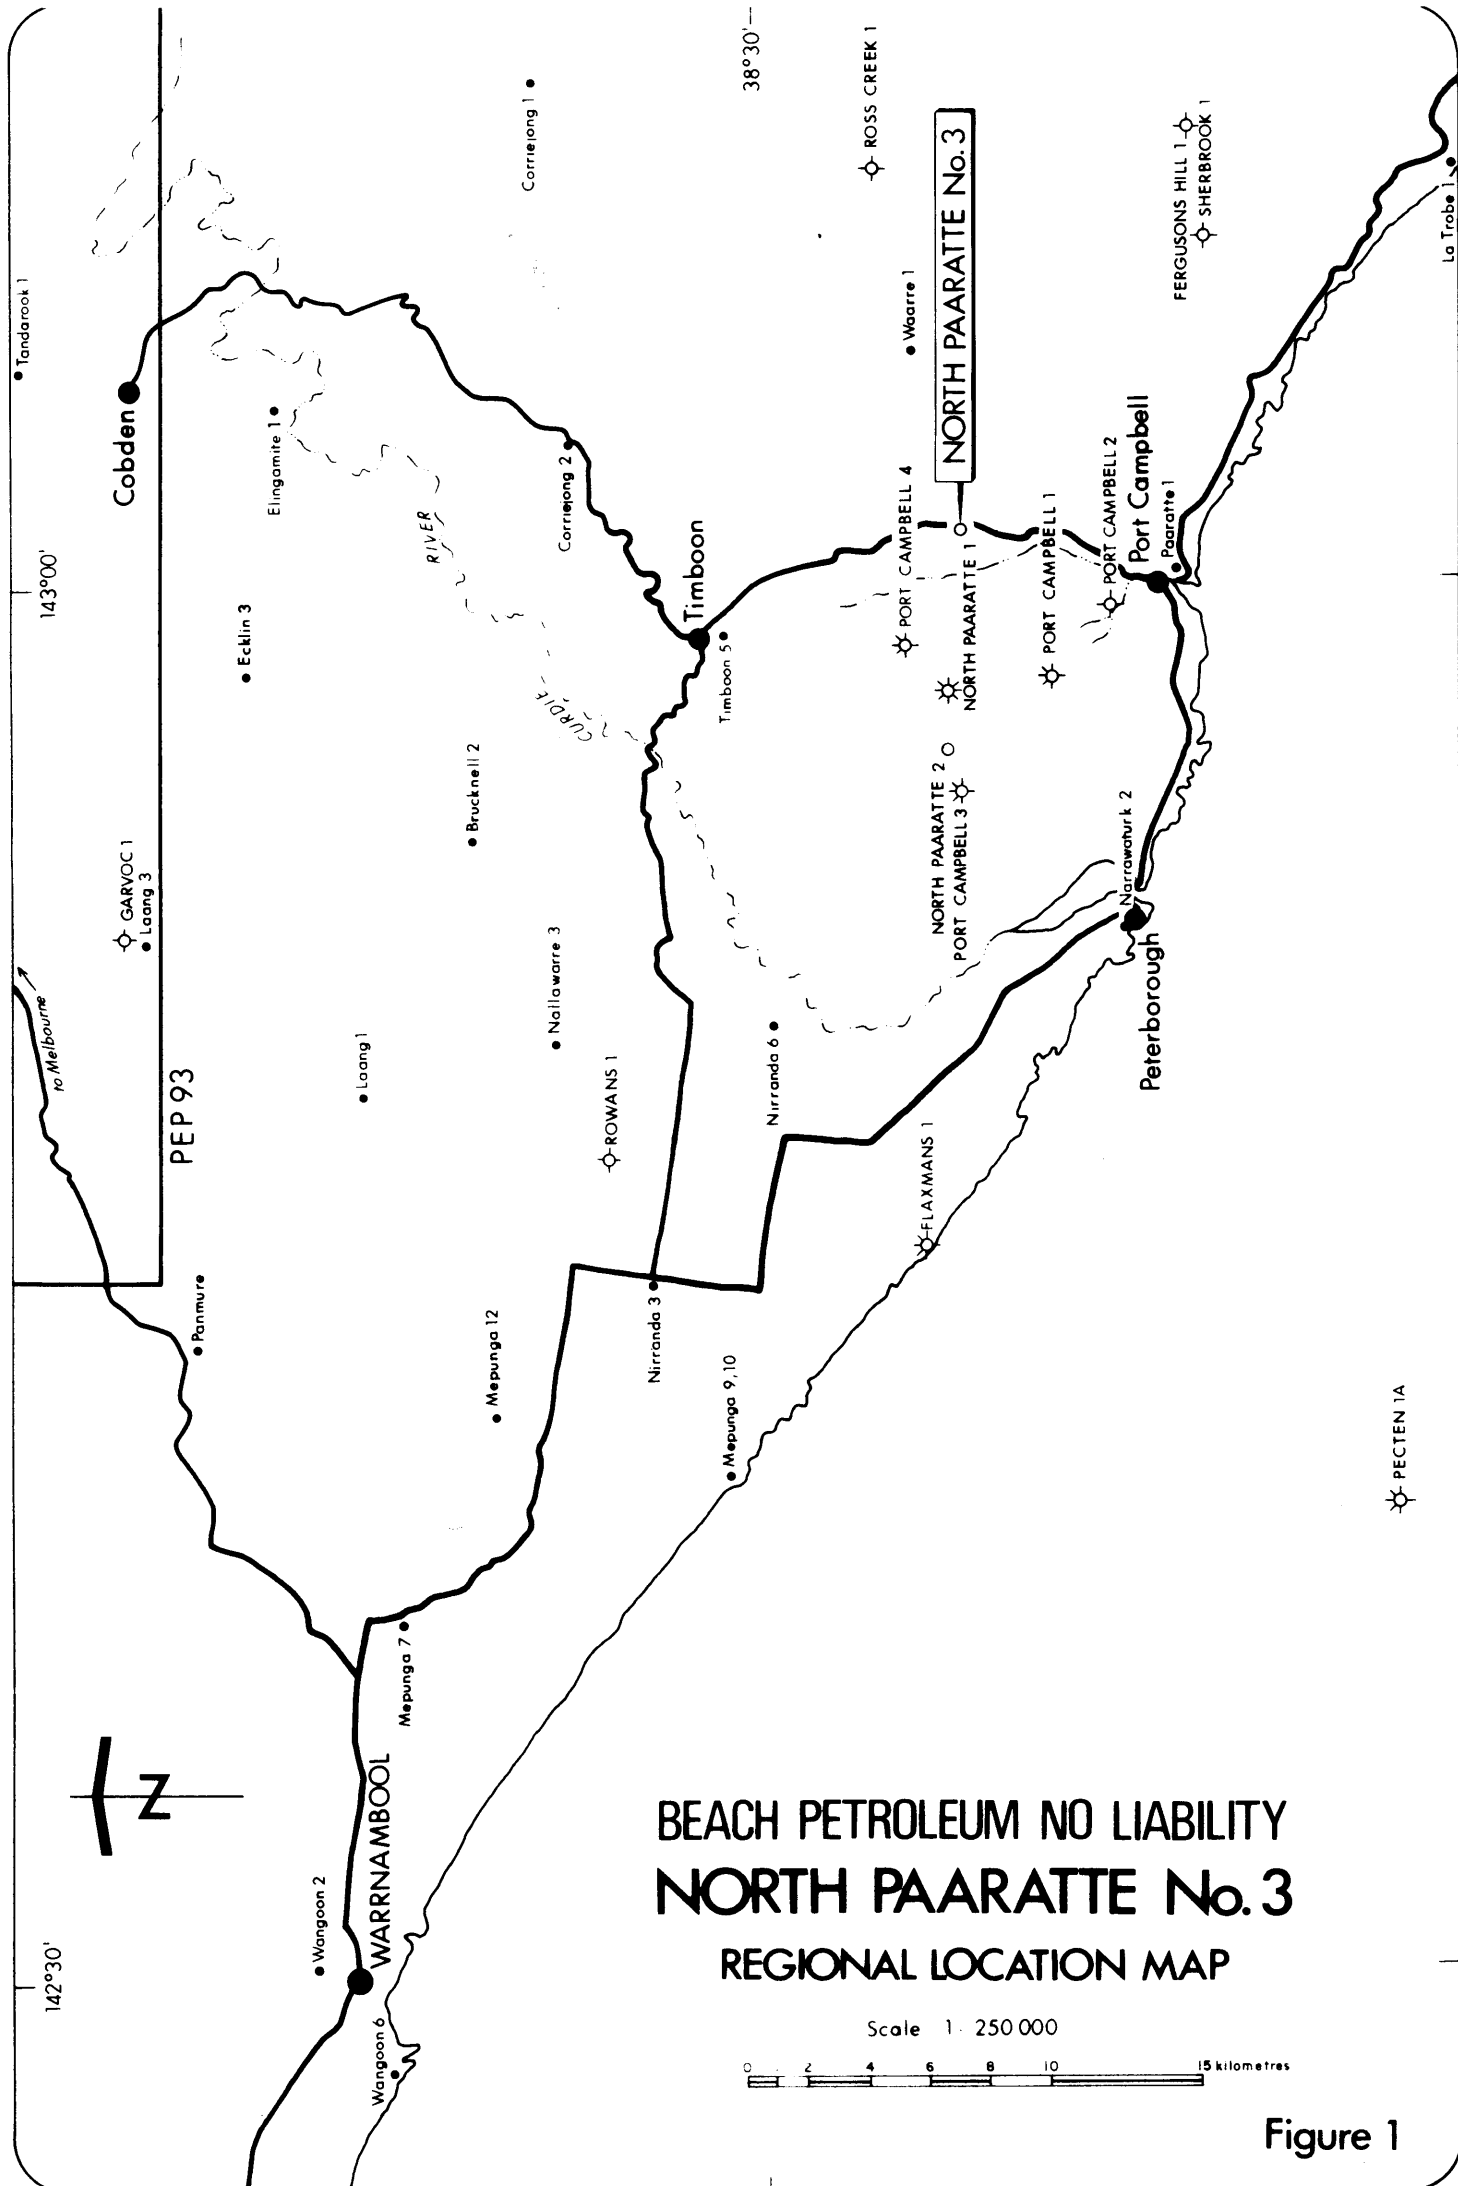 Tandarook 1
Cobden
Corriejong 1
38°30'
ROSS CREEK 1
NORTH PAARATTE No. 3
FERGUSONS HILL 1
SHERBROOK 1
La Trobe 1
Waarre 1
Elingamite 1
RIVER
Corriejong 2
143°00'
Ecklin 3
Timboon
Timboon 5
CURDIE
PORT CAMPBELL 4
NORTH PAARATTE 1
PORT CAMPBELL 1
PORT CAMPBELL 2
Port Campbell
Paaratte 1
Brucknell 2
GARVOC 1
Laang 3
NORTH PAARATTE 2
PORT CAMPBELL 3
Narrawaturk 2
Peterborough
to Melbourne
PEP 93
Laang 1
Nallawarre 3
ROWANS 1
Nirranda 6
FLAXMANS 1
Panmure
Mepunga 12
Nirranda 3
Mepunga 9,10
PECTEN 1A
Mepunga 7
N
WARRNAMBOOL
Wangoon 2
142°30'
Wangoon 6
BEACH PETROLEUM NO LIABILITY
NORTH PAARATTE No. 3
REGIONAL LOCATION MAP
Scale 1: 250 000
0 2 4 6 8 10 15 kilometres
Figure 1